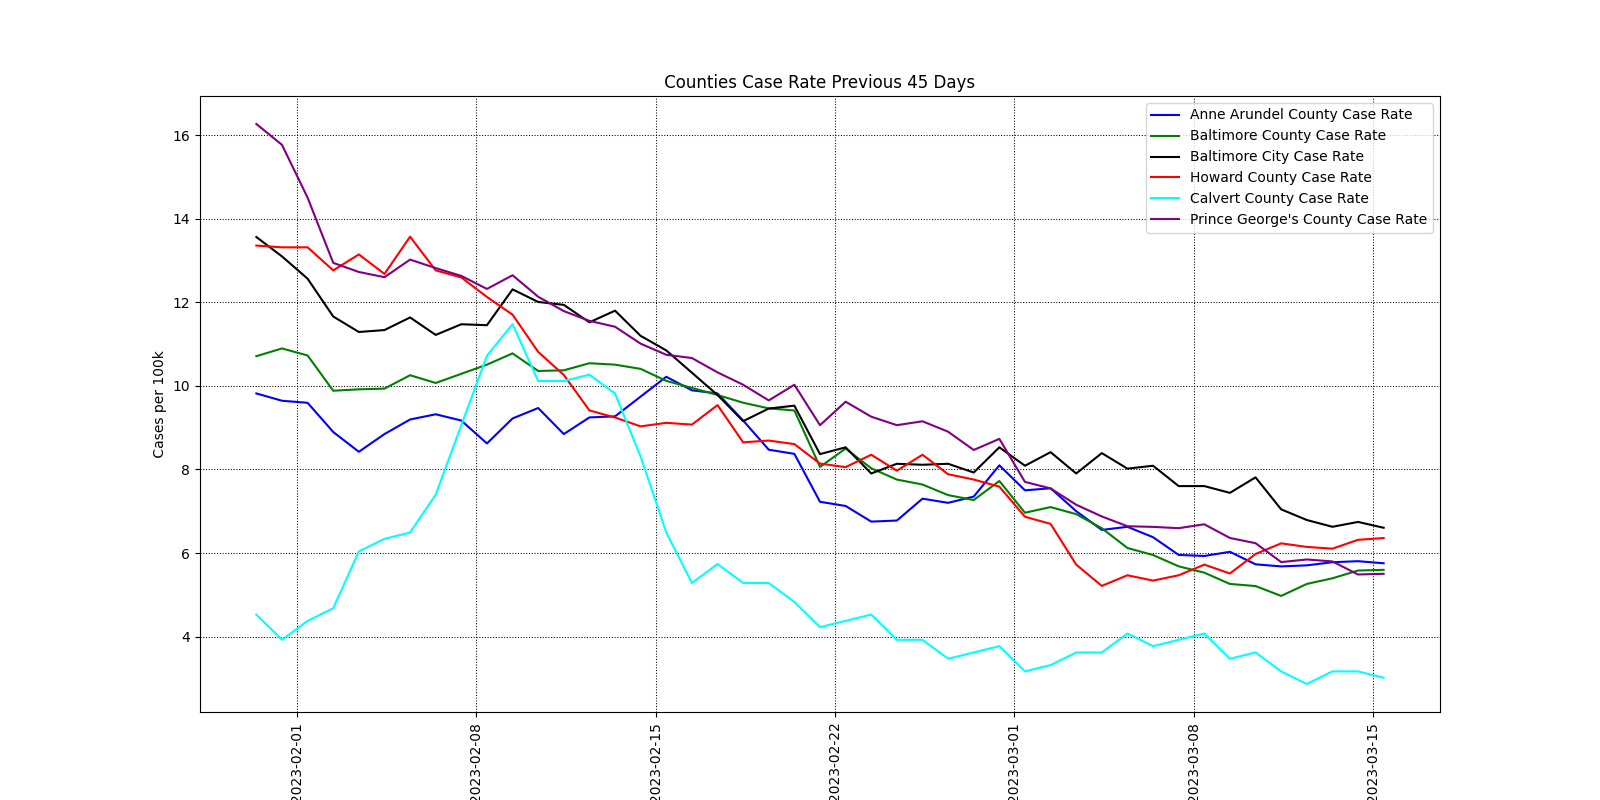 Counties Case Rate Previous 45 Days
Anne Arundel County Case Rate
Baltimore County Case Rate
Baltimore City Case Rate
Howard County Case Rate
Calvert County Case Rate
Prince George's County Case Rate
Cases per 100k
16
14
12
10
8
6
4
2023-02-01
2023-02-08
2023-02-15
2023-02-22
2023-03-01
2023-03-08
2023-03-15